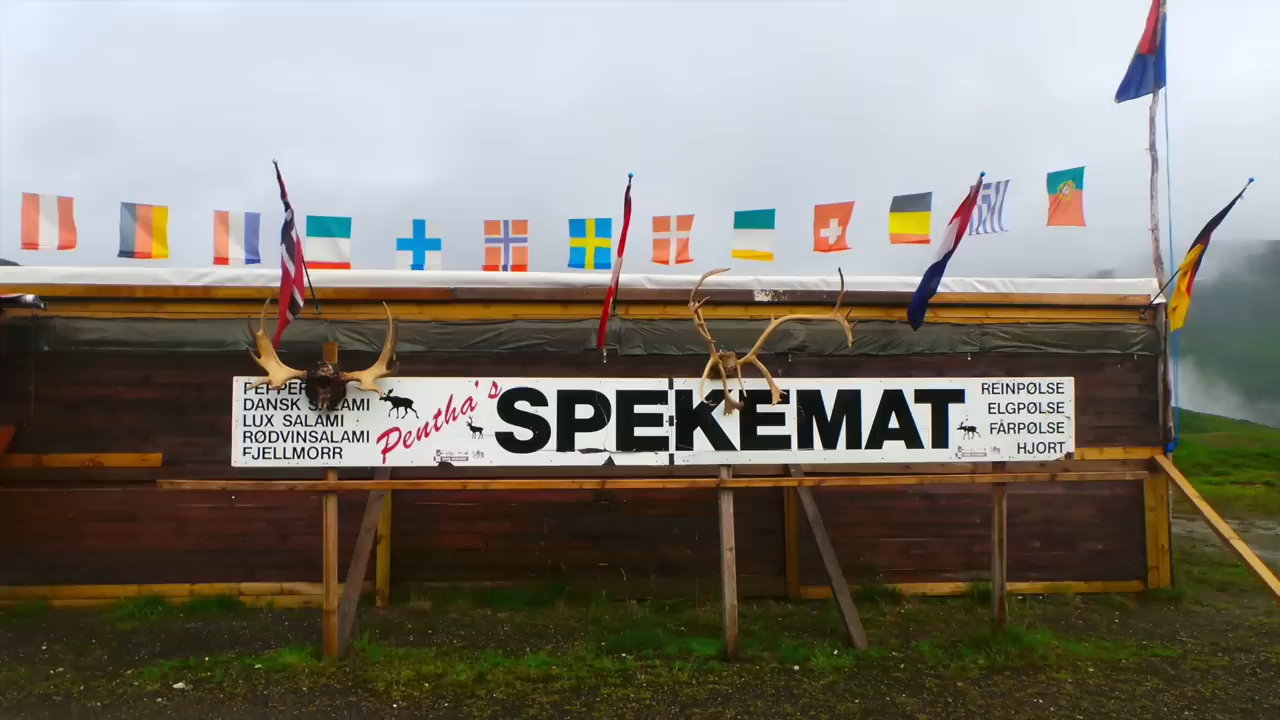 PEPPER
DANSK SALAMI
LUX SALAMI
RØDVINSALAMI
FJELLMORR
Pentha's
SPEKEMAT
REINPØLSE
ELGPØLSE
FÅRPØLSE
HJORT